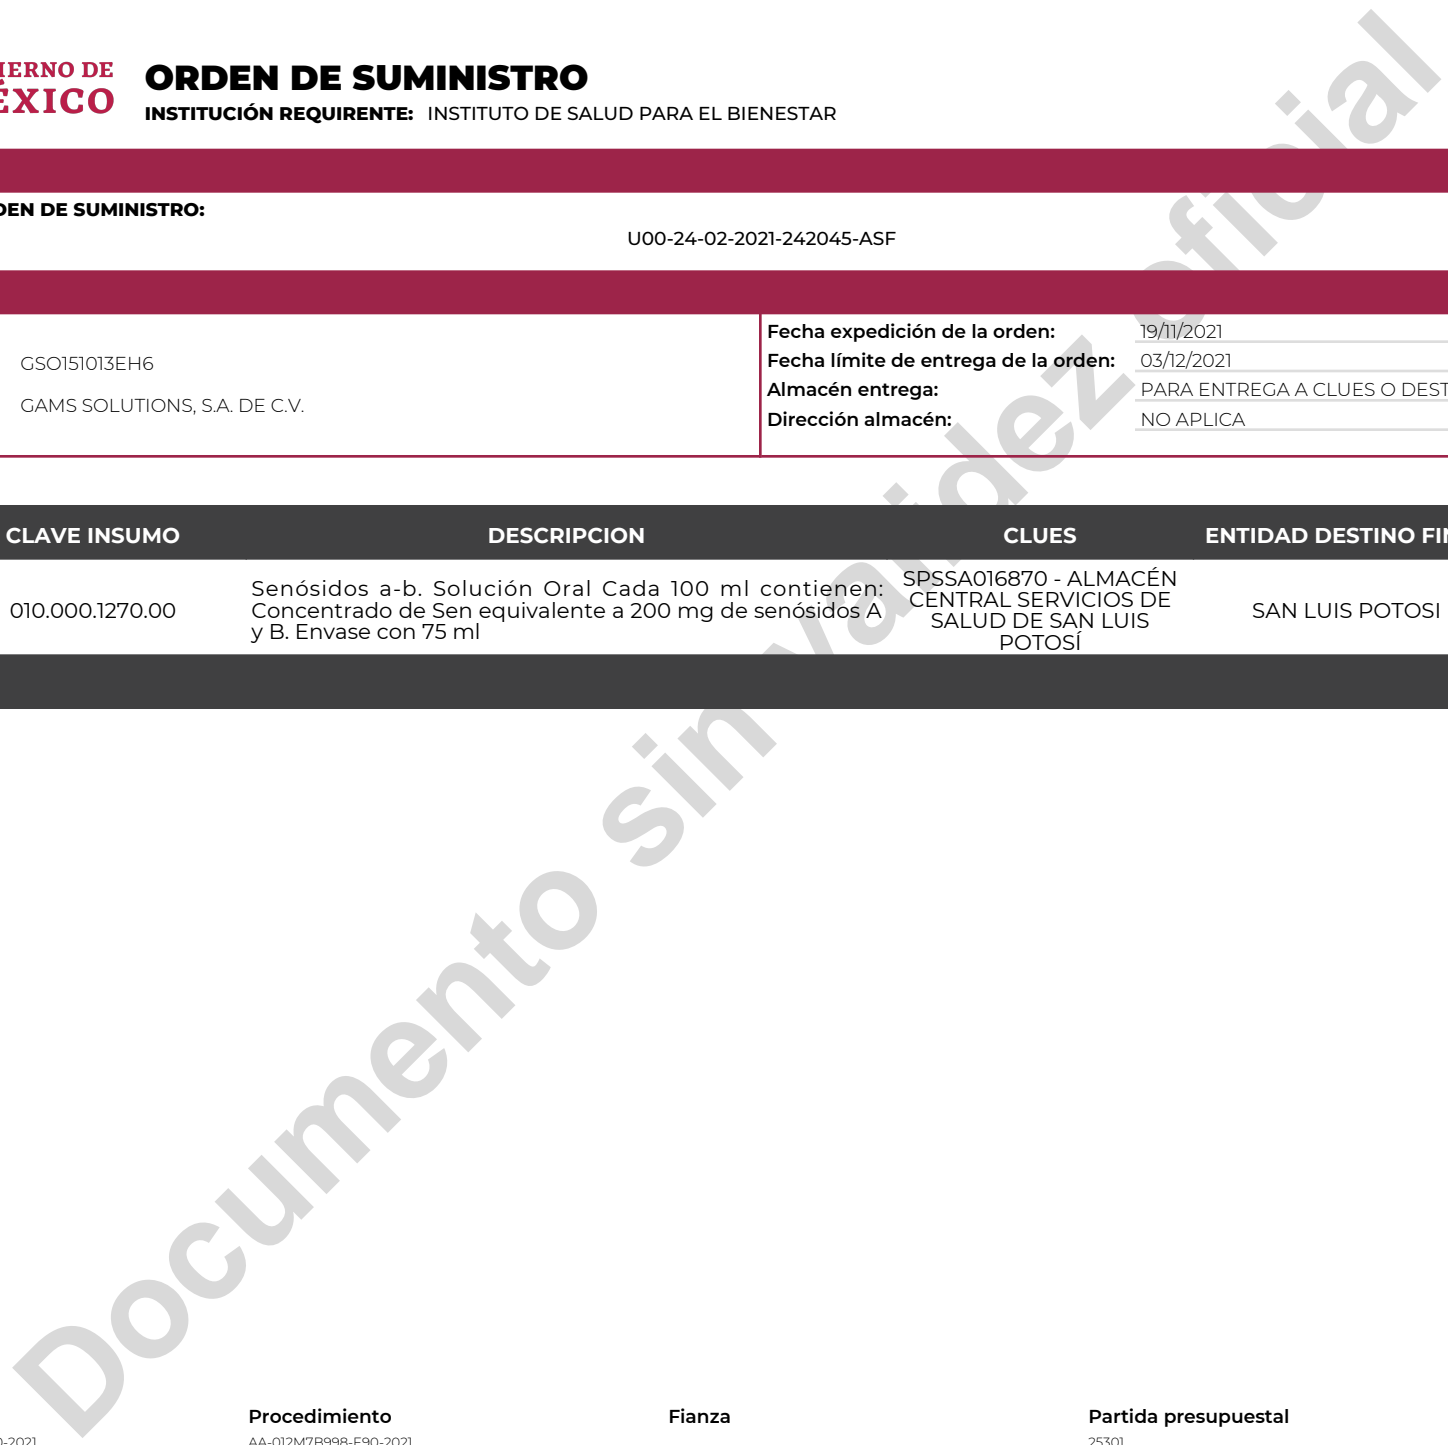 ORDEN DE SUMINISTRO
INSTITUCIÓN REQUIRENTE: INSTITUTO DE SALUD PARA EL BIENESTAR
DE SUMINISTRO:
U00-24-02-2021-242045-ASF
GSO151013EH6
GAMS SOLUTIONS, S.A. DE C.V.
Fecha expedición de la orden: 19/11/2021
Fecha límite de entrega de la orden: 03/12/2021
Almacén entrega: PARA ENTREGA A CLUES O DEST
Dirección almacén: NO APLICA
CLAVE INSUMO DESCRIPCION CLUES ENTIDAD DESTINO
010.000.1270.00
Senósidos a-b. Solución Oral Cada 100 ml contienen:
Concentrado de Sen equivalente a 200 mg de senósidos A
y B. Envase con 75 ml
SPSSA016870 - ALMACÉN
CENTRAL SERVICIOS DE
SALUD DE SAN LUIS
POTOSÍ
SAN LUIS POTOSI
Documento sin validez oficial
Procedimiento Fianza Partida presupuestal
AA-012M7B998-E90-2021 25301